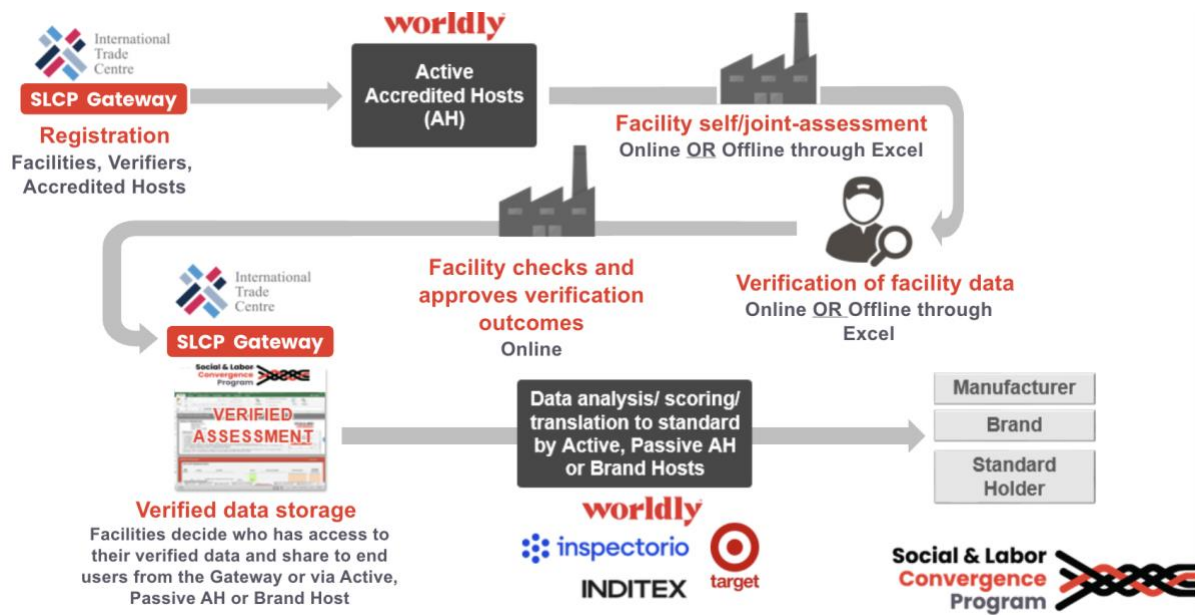 International
Trade
Centre
SLCP Gateway
Registration
Facilities, Verifiers,
Accredited Hosts
worldly
Active
Accredited Hosts
(AH)
Facility self/joint-assessment
Online OR Offline through Excel
Verification of facility data
Online OR Offline through
Excel
Facility checks and
approves verification
outcomes
Online
International
Trade
Centre
SLCP Gateway
Social & Labor
Convergence
Program
VERIFIED
ASSESSMENT
Verified data storage
Facilities decide who has access to
their verified data and share to end
users from the Gateway or via Active,
Passive AH or Brand Host
Data analysis/ scoring/
translation to standard
by Active, Passive AH
or Brand Hosts
worldly
inspectorio
target
INDITEX
Manufacturer
Brand
Standard
Holder
Social & Labor
Convergence
Program